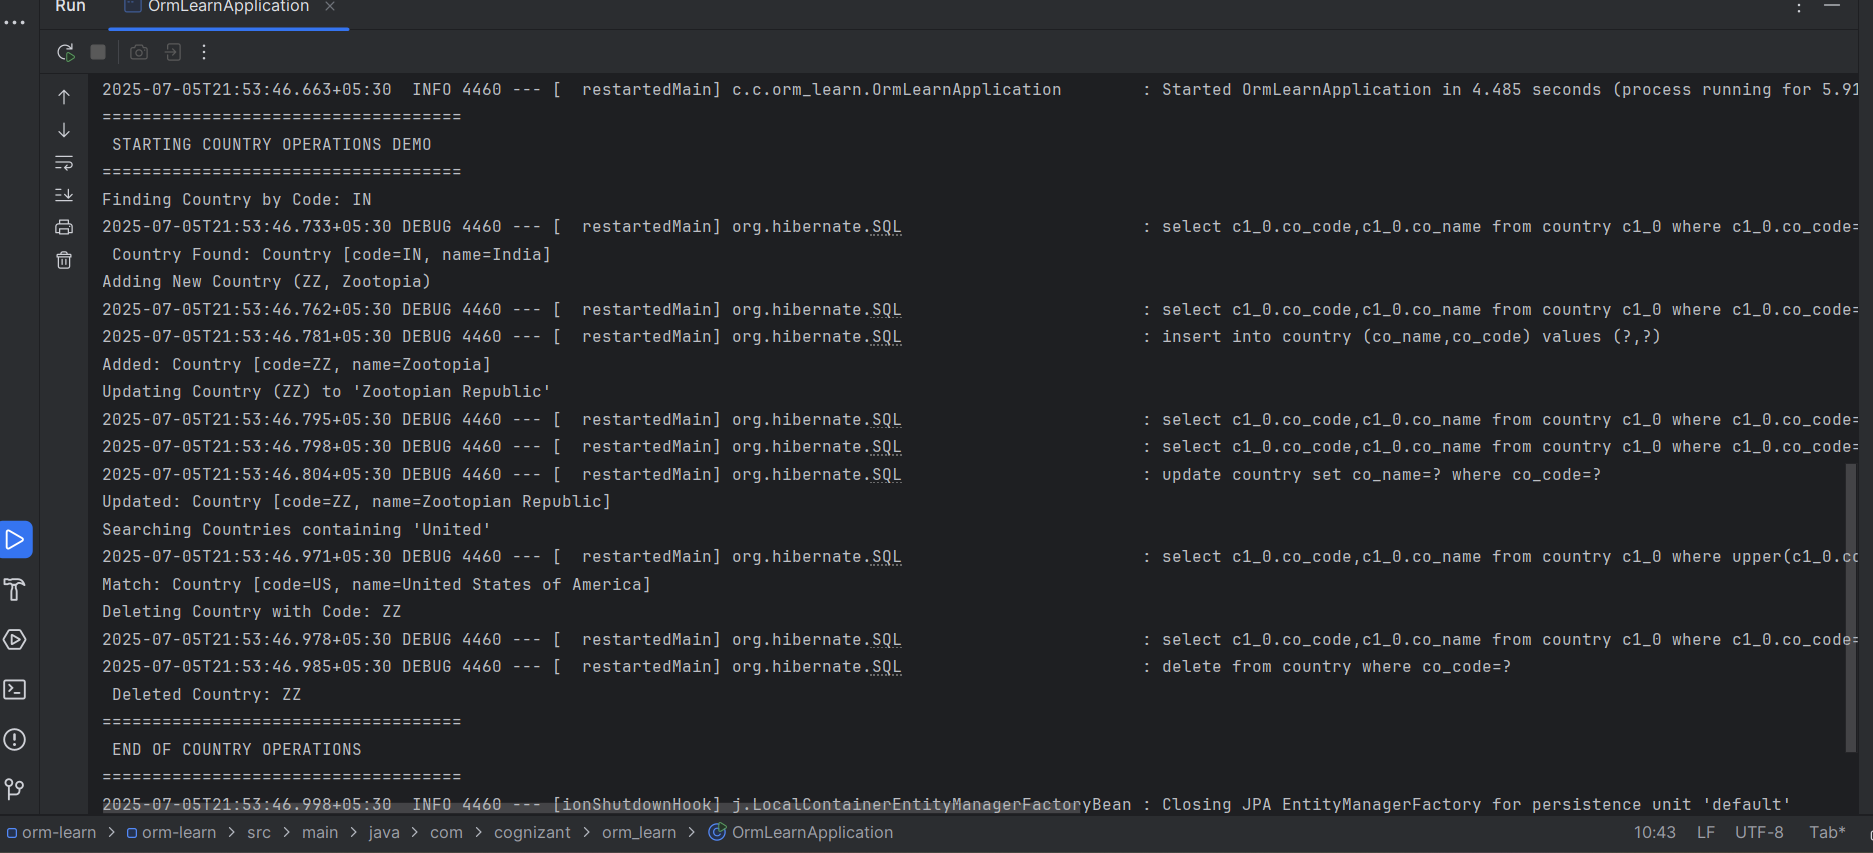 Run OrmLearnApplication
2025-07-05T21:53:46.663+05:30  INFO 4460 --- [  restartedMain] c.c.orm_learn.OrmLearnApplication        : Started OrmLearnApplication in 4.485 seconds (process running for 5.91
====================================
 STARTING COUNTRY OPERATIONS DEMO
====================================
Finding Country by Code: IN
2025-07-05T21:53:46.733+05:30 DEBUG 4460 --- [  restartedMain] org.hibernate.SQL                        : select c1_0.co_code,c1_0.co_name from country c1_0 where c1_0.co_code=
 Country Found: Country [code=IN, name=India]
Adding New Country (ZZ, Zootopia)
2025-07-05T21:53:46.762+05:30 DEBUG 4460 --- [  restartedMain] org.hibernate.SQL                        : select c1_0.co_code,c1_0.co_name from country c1_0 where c1_0.co_code=
2025-07-05T21:53:46.781+05:30 DEBUG 4460 --- [  restartedMain] org.hibernate.SQL                        : insert into country (co_name,co_code) values (?,?)
Added: Country [code=ZZ, name=Zootopia]
Updating Country (ZZ) to 'Zootopian Republic'
2025-07-05T21:53:46.795+05:30 DEBUG 4460 --- [  restartedMain] org.hibernate.SQL                        : select c1_0.co_code,c1_0.co_name from country c1_0 where c1_0.co_code=
2025-07-05T21:53:46.798+05:30 DEBUG 4460 --- [  restartedMain] org.hibernate.SQL                        : select c1_0.co_code,c1_0.co_name from country c1_0 where c1_0.co_code=
2025-07-05T21:53:46.804+05:30 DEBUG 4460 --- [  restartedMain] org.hibernate.SQL                        : update country set co_name=? where co_code=?
Updated: Country [code=ZZ, name=Zootopian Republic]
Searching Countries containing 'United'
2025-07-05T21:53:46.971+05:30 DEBUG 4460 --- [  restartedMain] org.hibernate.SQL                        : select c1_0.co_code,c1_0.co_name from country c1_0 where upper(c1_0.co
Match: Country [code=US, name=United States of America]
Deleting Country with Code: ZZ
2025-07-05T21:53:46.978+05:30 DEBUG 4460 --- [  restartedMain] org.hibernate.SQL                        : select c1_0.co_code,c1_0.co_name from country c1_0 where c1_0.co_code=
2025-07-05T21:53:46.985+05:30 DEBUG 4460 --- [  restartedMain] org.hibernate.SQL                        : delete from country where co_code=?
 Deleted Country: ZZ
====================================
 END OF COUNTRY OPERATIONS
====================================
2025-07-05T21:53:46.998+05:30  INFO 4460 --- [ionShutdownHook] j.LocalContainerEntityManagerFactoryBean : Closing JPA EntityManagerFactory for persistence unit 'default'
orm-learn > orm-learn > src > main > java > com > cognizant > orm_learn > OrmLearnApplication 10:43 LF UTF-8 Tab*